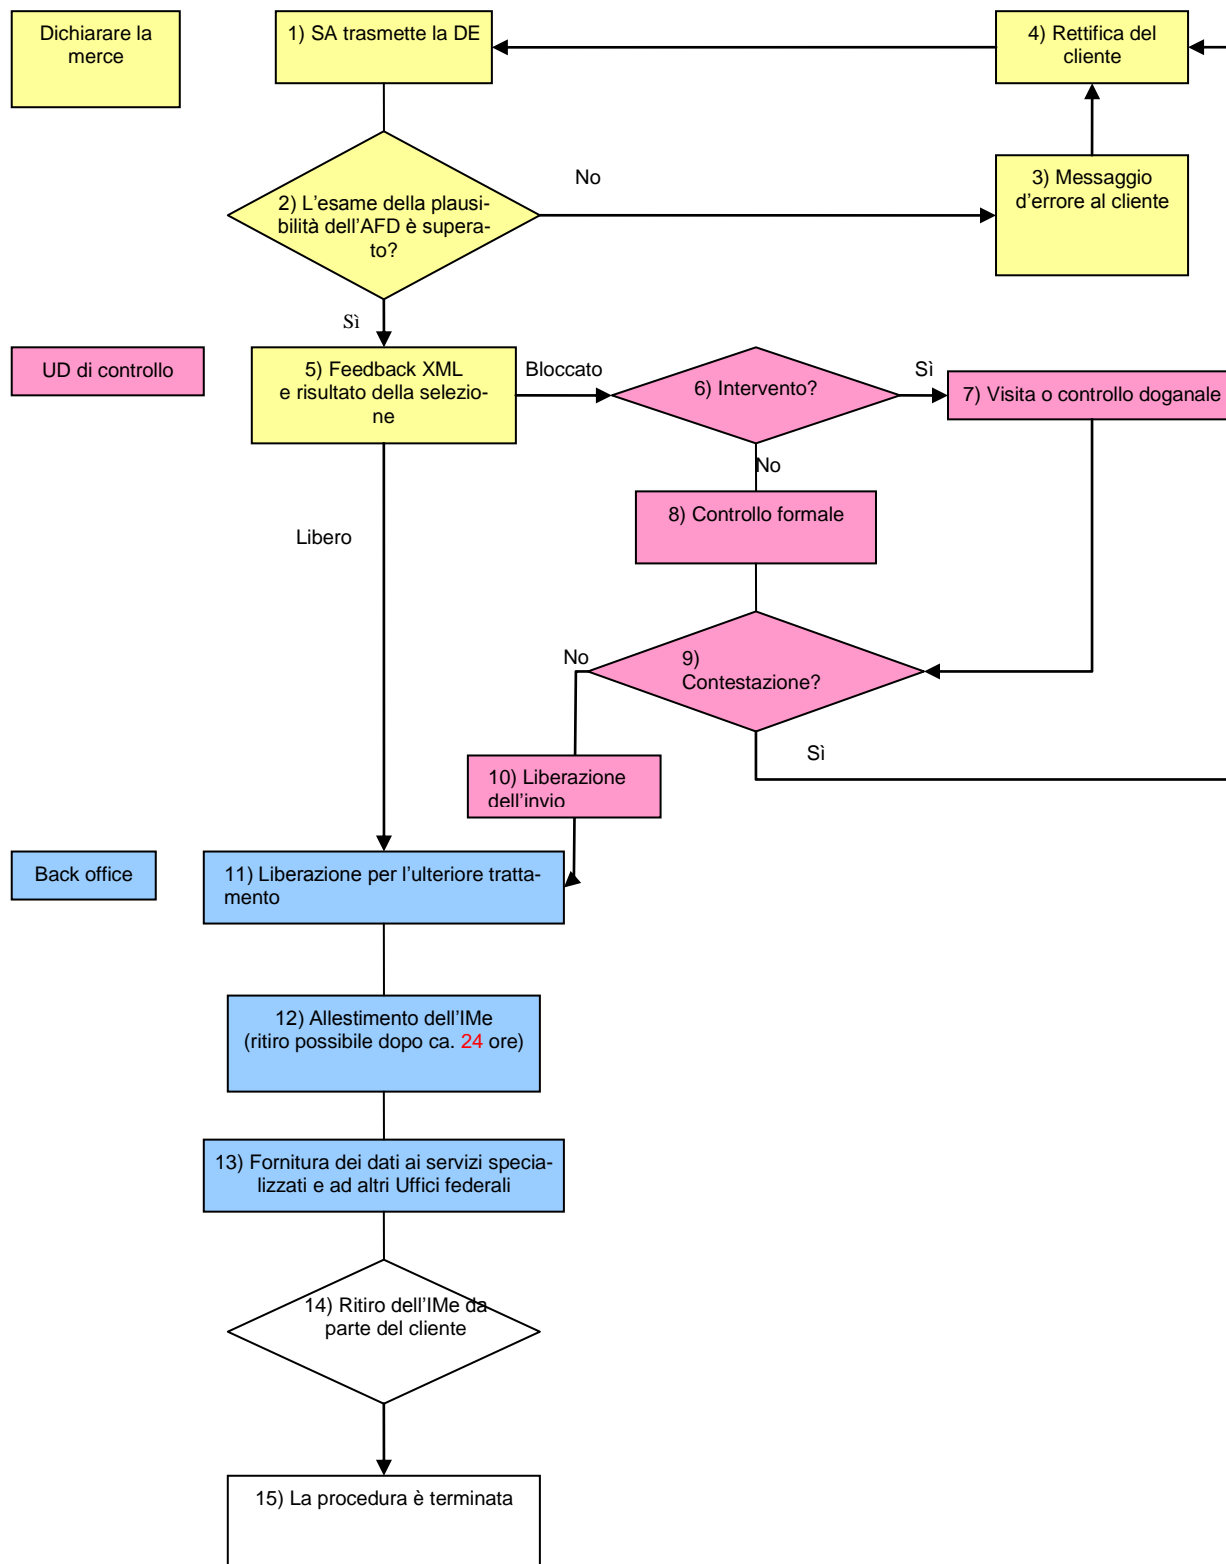 Dichiarare la
merce
1) SA trasmette la DE
4) Rettifica del
cliente
No
3) Messaggio
d'errore al cliente
2) L'esame della plausi-
bilità dell'AFD è supera-
to?
Sì
UD di controllo
5) Feedback XML
e risultato della selezio-
ne
Bloccato
6) Intervento?
Sì
7) Visita o controllo doganale
No
8) Controllo formale
Libero
No
9)
Contestazione?
Sì
10) Liberazione
dell'invio
Back office
11) Liberazione per l'ulteriore tratta-
mento
12) Allestimento dell'IMe
(ritiro possibile dopo ca. 24 ore)
13) Fornitura dei dati ai servizi specia-
lizzati e ad altri Uffici federali
14) Ritiro dell'IMe da
parte del cliente
15) La procedura è terminata